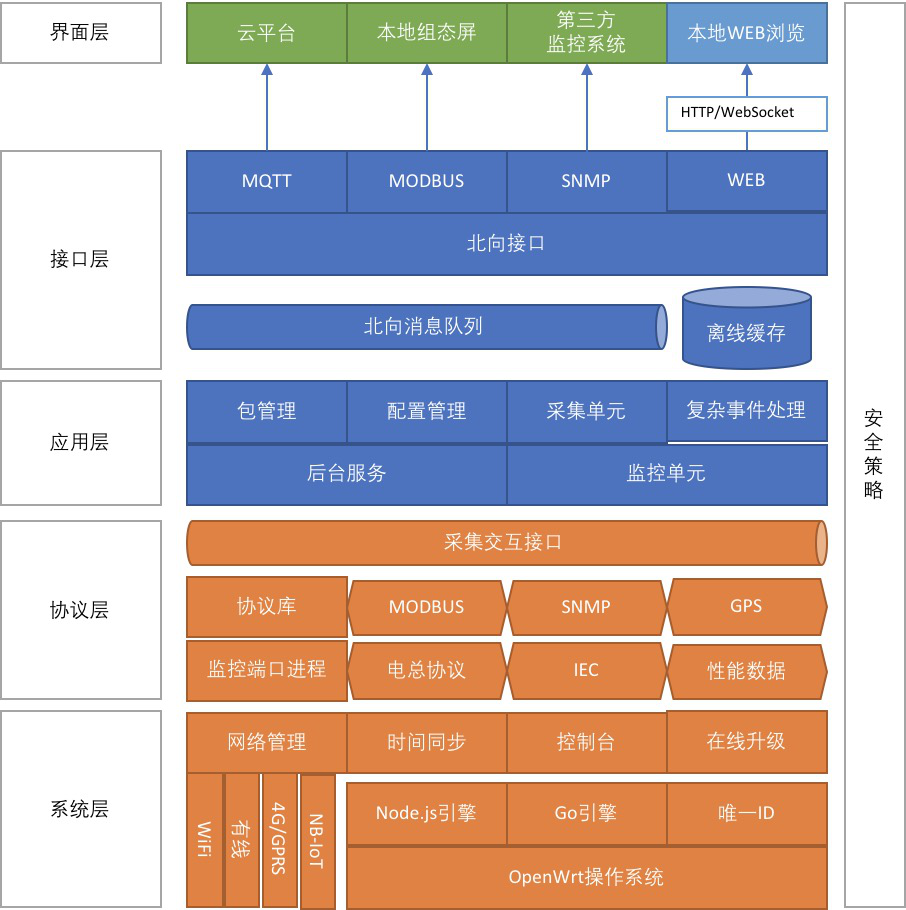 界面层
云平台
本地组态屏
第三方
监控系统
本地WEB浏览
HTTP/WebSocket
接口层
MQTT
MODBUS
SNMP
WEB
北向接口
北向消息队列
离线缓存
应用层
包管理
配置管理
采集单元
复杂事件处理
后台服务
监控单元
协议层
采集交互接口
协议库
MODBUS
SNMP
GPS
监控端口进程
电总协议
IEC
性能数据
系统层
网络管理
时间同步
控制台
在线升级
WiFi
有线
4G/GPRS
NB-IoT
Node.js引擎
Go引擎
唯一ID
OpenWrt操作系统
安
全
策
略